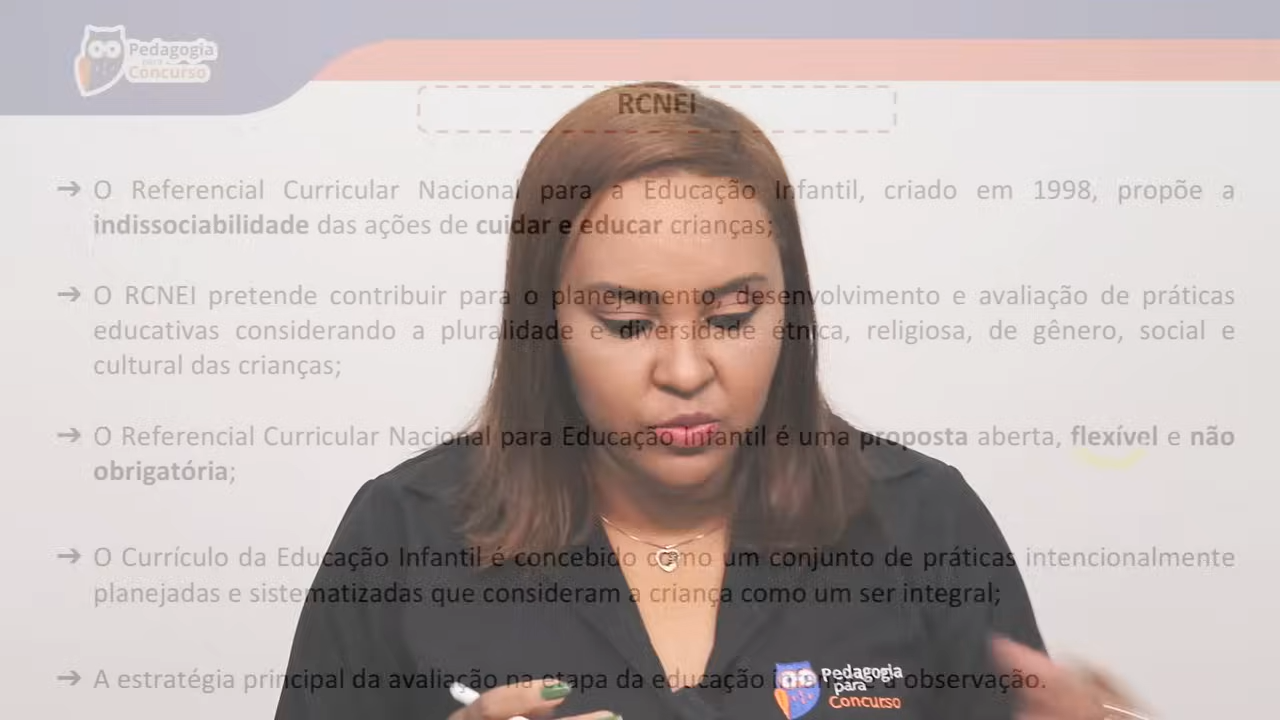 Pedagogia
para
Concurso
RCNEI
➔ O Referencial Curricular Nacional para a Educação Infantil, criado em 1998, propõe a
indissociabilidade das ações de cuidar e educar crianças;
➔ O RCNEI pretende contribuir para o planejamento, desenvolvimento e avaliação de práticas
educativas considerando a pluralidade e diversidade étnica, religiosa, de gênero, social e
cultural das crianças;
➔ O Referencial Curricular Nacional para Educação Infantil é uma proposta aberta, flexível e não
obrigatória;
➔ O Currículo da Educação Infantil é concebido como um conjunto de práticas intencionalmente
planejadas e sistematizadas que consideram a criança como um ser integral;
➔ A estratégia principal da avaliação na etapa da educação observação.
Pedagogia
para
Concurso